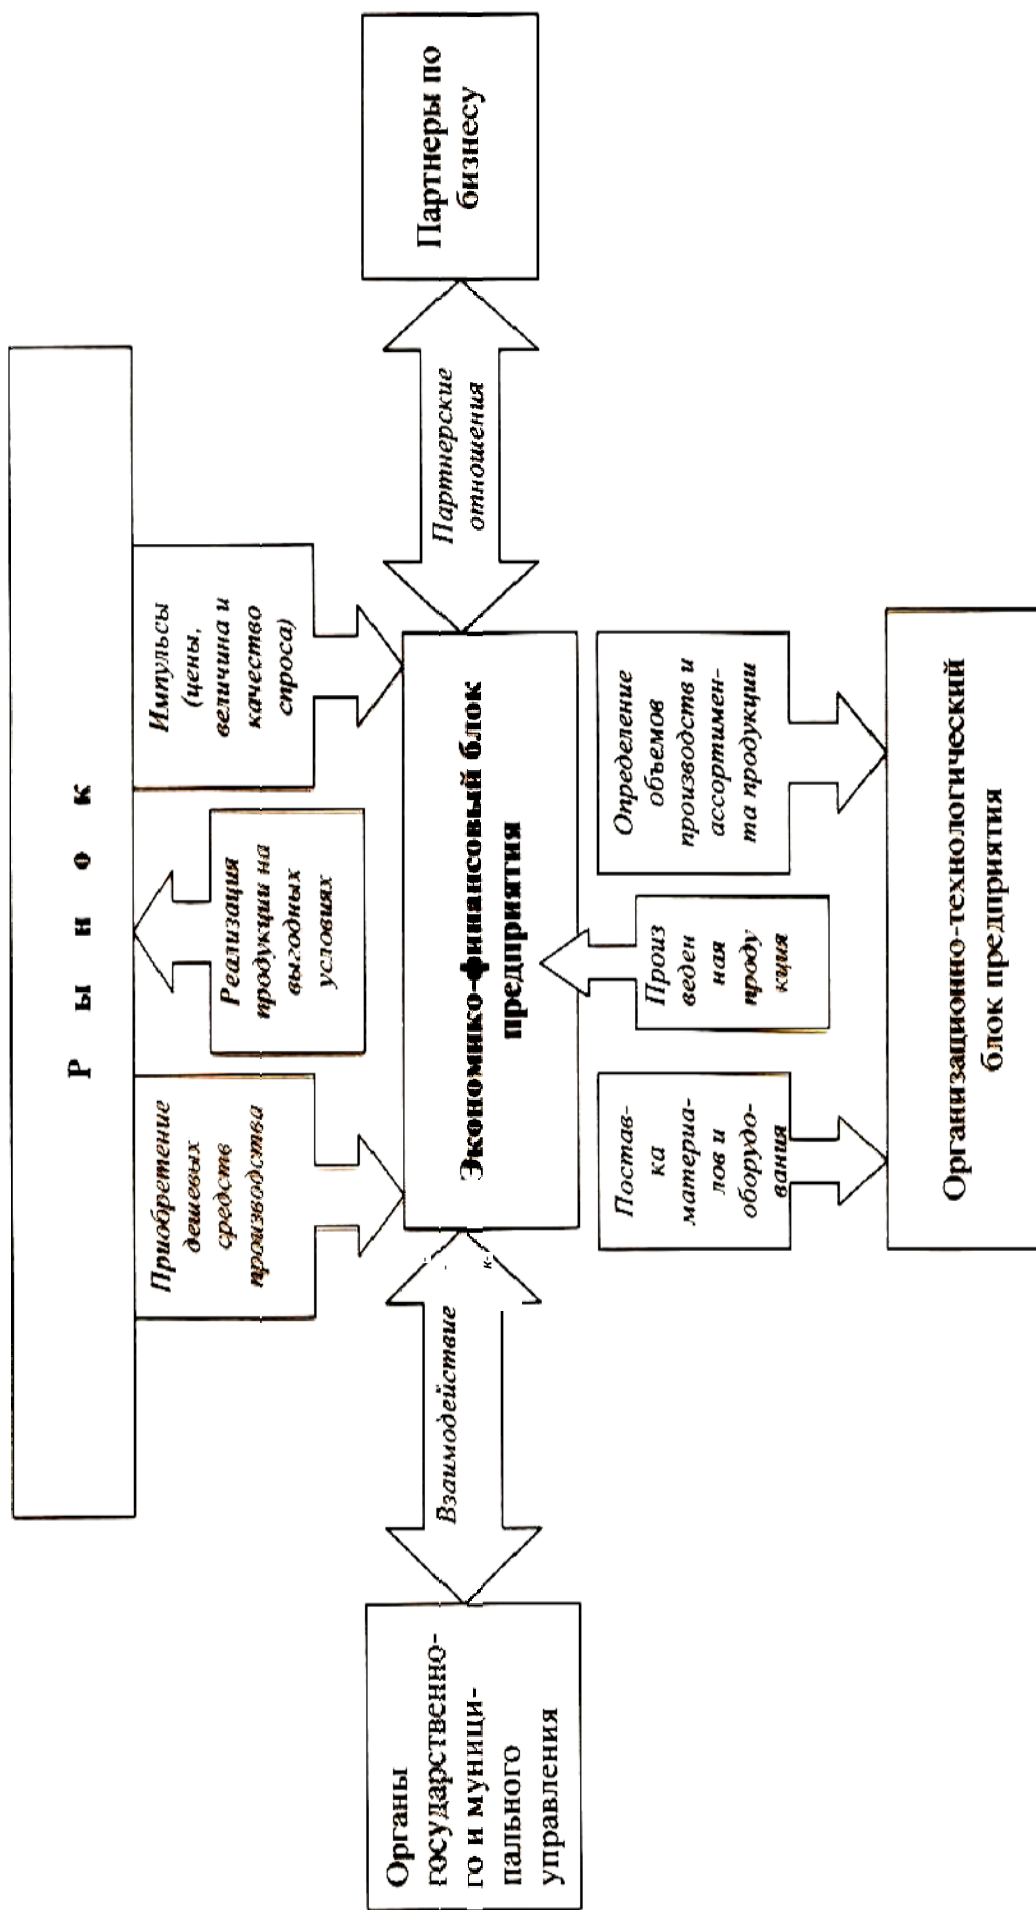 Р ы н о к
Приобретение
дешевых
средств
производства
Реализация
продукции на
выгодных
условиях
Импульсы
(цены,
величина и
качество
спроса)
Органы
государственно-
го и муници-
пального
управления
Взаимодействие
Экономико-финансовый блок
предприятия
Партнерские
отношения
Партнеры по
бизнесу
Постав-
ка
материа-
лов и
оборудо-
вания
Произ
веден
ная
проду
кция
Определение
объемов
производств и
ассортимен-
та продукции
Организационно-технологический
блок предприятия